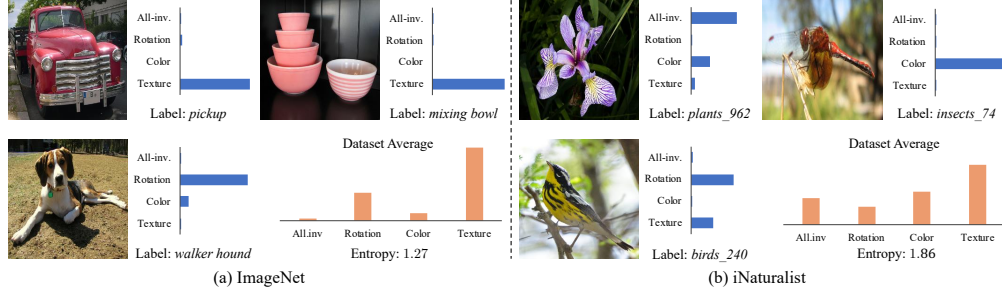 All-inv.
Rotation
Color
Texture
Label: pickup
All-inv.
Rotation
Color
Texture
Label: mixing bowl
All-inv.
Rotation
Color
Texture
Label: walker hound
Dataset Average
All.inv Rotation Color Texture
Entropy: 1.27
(a) ImageNet
All-inv.
Rotation
Color
Texture
Label: plants_962
All-inv.
Rotation
Color
Texture
Label: insects_74
All-inv.
Rotation
Color
Texture
Label: birds_240
Dataset Average
All.inv Rotation Color Texture
Entropy: 1.86
(b) iNaturalist